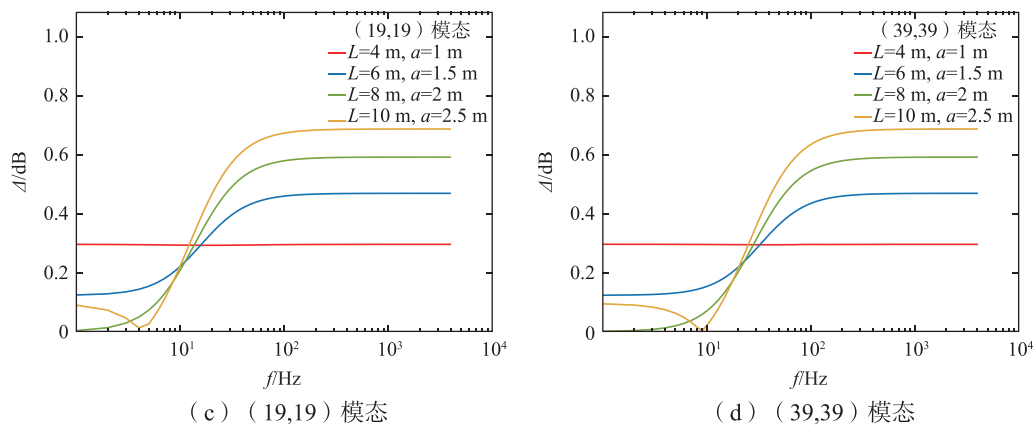 （19,19）模态
L=4 m, a=1 m
L=6 m, a=1.5 m
L=8 m, a=2 m
L=10 m, a=2.5 m
1.0
0.8
0.6
0.4
0.2
0
Δ/dB
10¹ 10² 10³ 10⁴
f/Hz
（c）（19,19）模态
（39,39）模态
L=4 m, a=1 m
L=6 m, a=1.5 m
L=8 m, a=2 m
L=10 m, a=2.5 m
1.0
0.8
0.6
0.4
0.2
0
Δ/dB
10¹ 10² 10³ 10⁴
f/Hz
（d）（39,39）模态